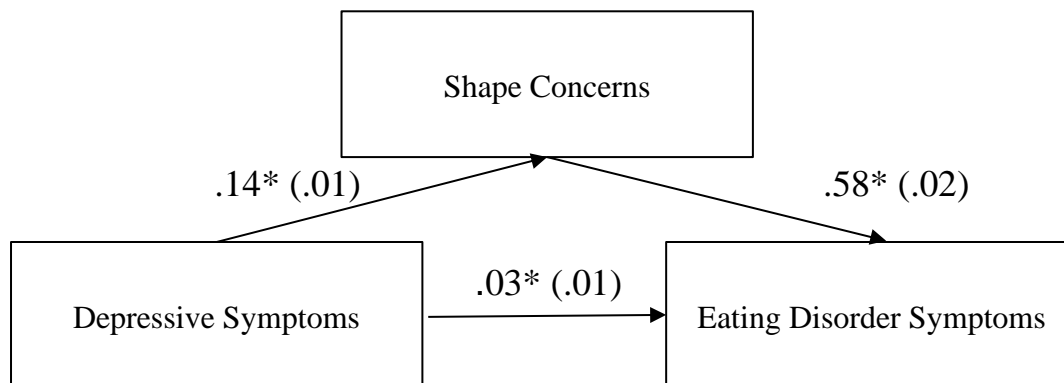 Shape Concerns
.14* (.01)
.58* (.02)
.03* (.01)
Depressive Symptoms
Eating Disorder Symptoms